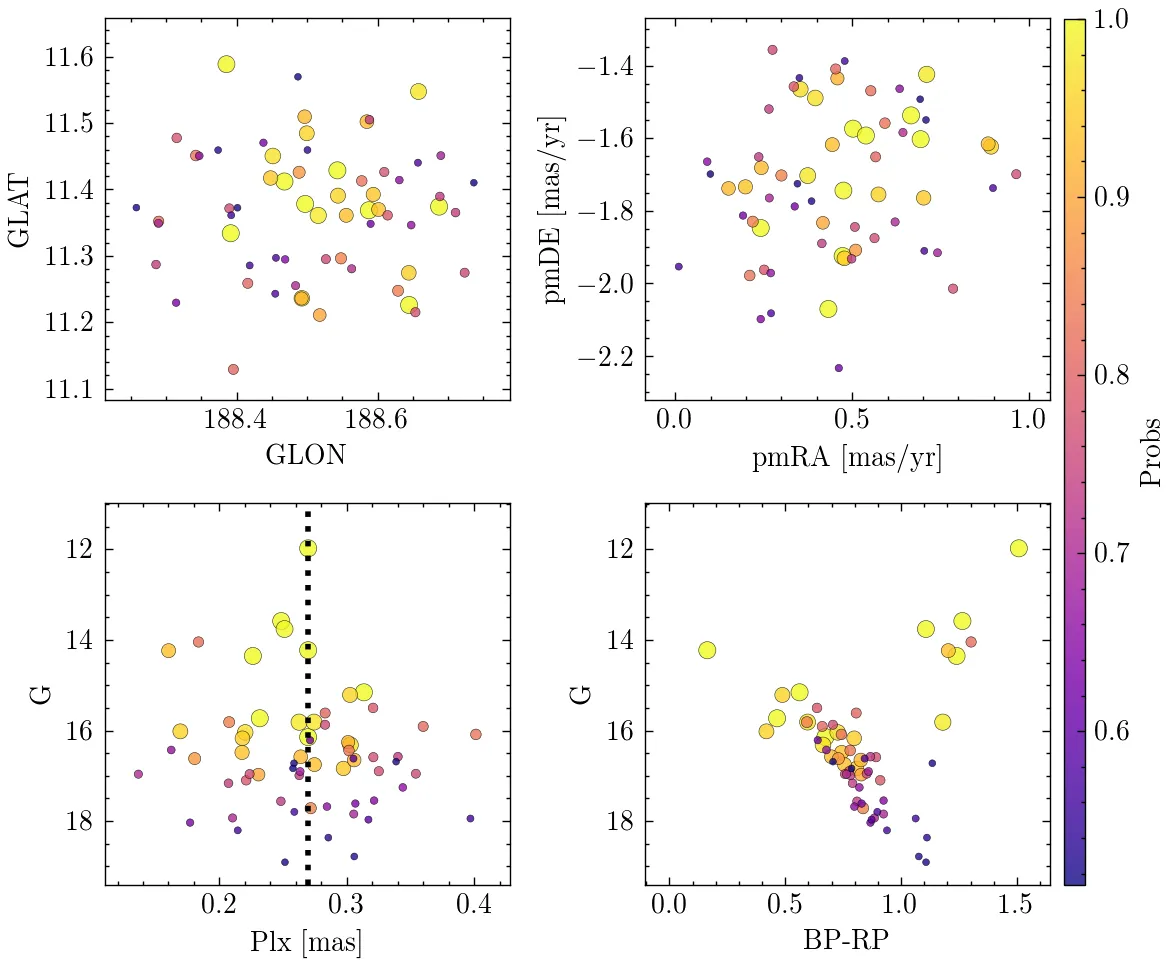 11.6
11.5
11.4
11.3
11.2
11.1
GLAT
188.4 188.6
GLON
−1.4
−1.6
−1.8
−2.0
−2.2
pmDE [mas/yr]
0.0 0.5 1.0
pmRA [mas/yr]
12
14
16
18
G
0.2 0.3 0.4
Plx [mas]
12
14
16
18
G
0.0 0.5 1.0 1.5
BP-RP
1.0
0.9
0.8
0.7
0.6
Probs